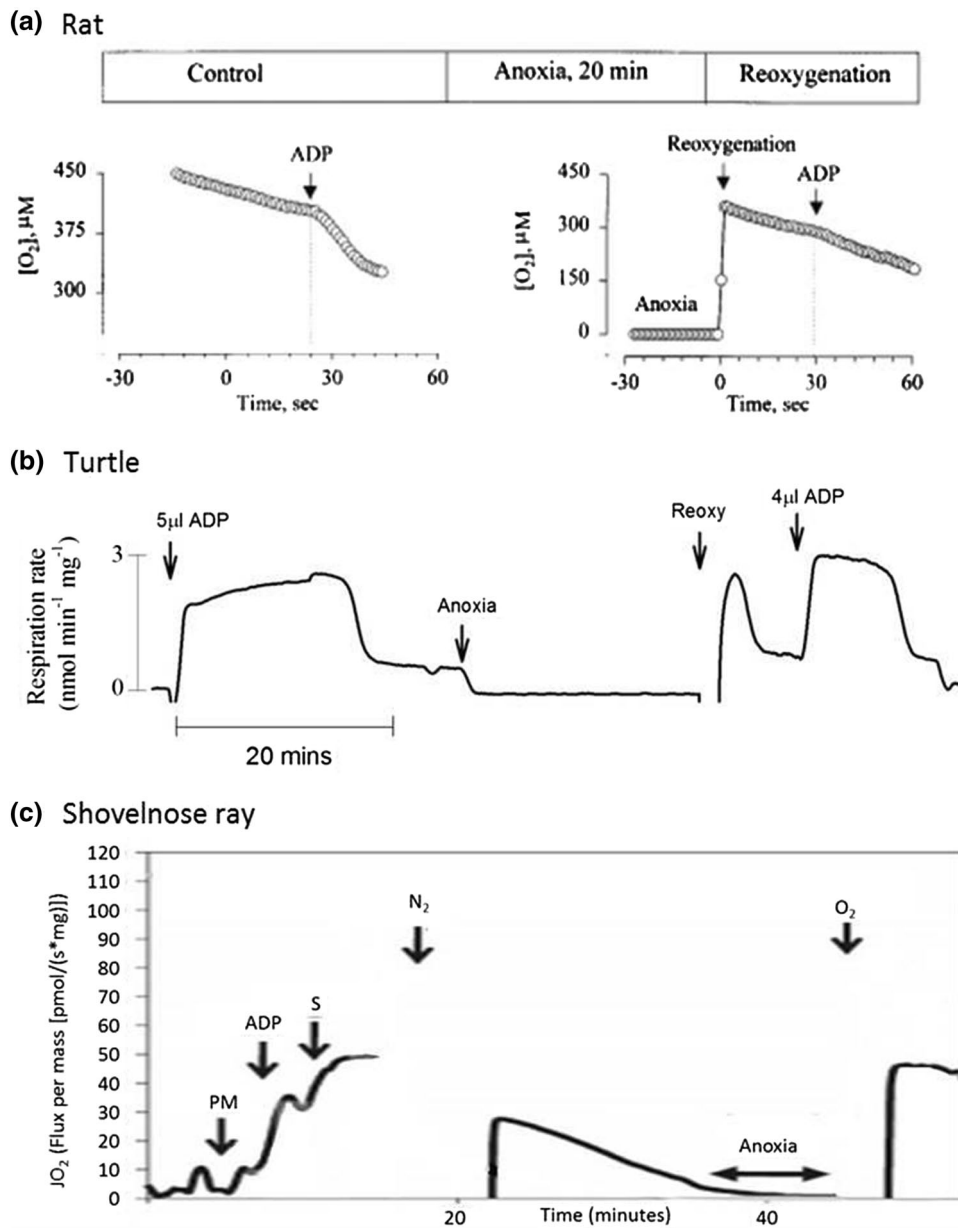 (a) Rat
Control Anoxia, 20 min Reoxygenation
450
375
300
[O₂], μM
ADP
-30 0 30 60
Time, sec
450
300
150
0
[O₂], μM
Reoxygenation
ADP
Anoxia
-30 0 30 60
Time, sec
(b) Turtle
Respiration rate
(nmol min⁻¹ mg⁻¹)
3
0
5μl ADP
Anoxia
Reoxy
4μl ADP
20 mins
(c) Shovelnose ray
JO₂ (Flux per mass [pmol/(s*mg)])
120
110
100
90
80
70
60
50
40
30
20
10
0
PM
ADP
S
N₂
O₂
Anoxia
20 40
Time (minutes)